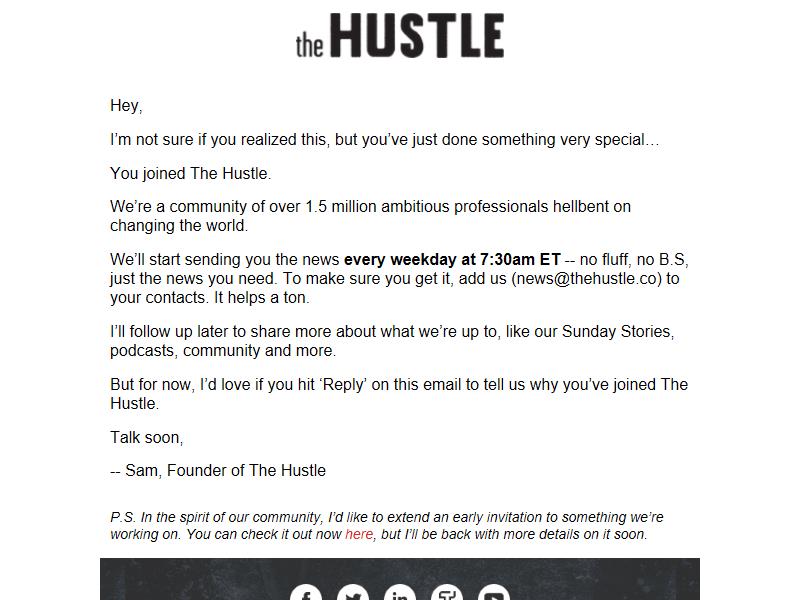 the HUSTLE
Hey,
I’m not sure if you realized this, but you’ve just done something very special…
You joined The Hustle.
We’re a community of over 1.5 million ambitious professionals hellbent on
changing the world.
We’ll start sending you the news every weekday at 7:30am ET -- no fluff, no B.S,
just the news you need. To make sure you get it, add us (news@thehustle.co) to
your contacts. It helps a ton.
I’ll follow up later to share more about what we’re up to, like our Sunday Stories,
podcasts, community and more.
But for now, I’d love if you hit ‘Reply’ on this email to tell us why you’ve joined The
Hustle.
Talk soon,
-- Sam, Founder of The Hustle
P.S. In the spirit of our community, I’d like to extend an early invitation to something we’re
working on. You can check it out now here, but I’ll be back with more details on it soon.